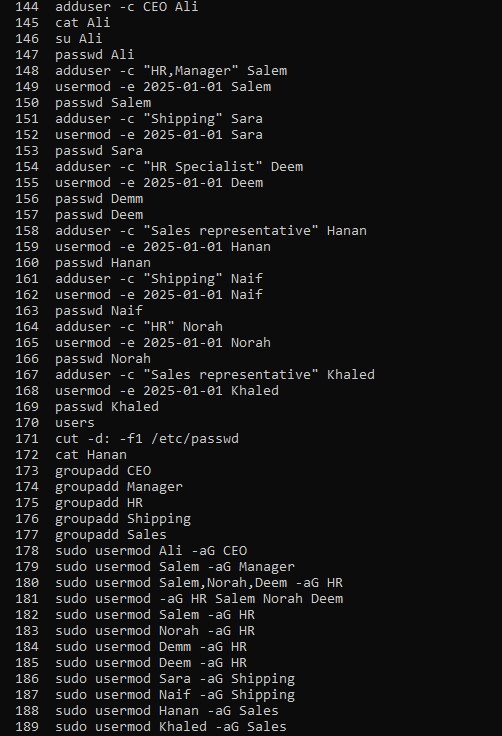 144 adduser -c CEO Ali
145 cat Ali
146 su Ali
147 passwd Ali
148 adduser -c "HR,Manager" Salem
149 usermod -e 2025-01-01 Salem
150 passwd Salem
151 adduser -c "Shipping" Sara
152 usermod -e 2025-01-01 Sara
153 passwd Sara
154 adduser -c "HR Specialist" Deem
155 usermod -e 2025-01-01 Deem
156 passwd Demm
157 passwd Deem
158 adduser -c "Sales representative" Hanan
159 usermod -e 2025-01-01 Hanan
160 passwd Hanan
161 adduser -c "Shipping" Naif
162 usermod -e 2025-01-01 Naif
163 passwd Naif
164 adduser -c "HR" Norah
165 usermod -e 2025-01-01 Norah
166 passwd Norah
167 adduser -c "Sales representative" Khaled
168 usermod -e 2025-01-01 Khaled
169 passwd Khaled
170 users
171 cut -d: -f1 /etc/passwd
172 cat Hanan
173 groupadd CEO
174 groupadd Manager
175 groupadd HR
176 groupadd Shipping
177 groupadd Sales
178 sudo usermod Ali -aG CEO
179 sudo usermod Salem -aG Manager
180 sudo usermod Salem,Norah,Deem -aG HR
181 sudo usermod -aG HR Salem Norah Deem
182 sudo usermod Salem -aG HR
183 sudo usermod Norah -aG HR
184 sudo usermod Demm -aG HR
185 sudo usermod Deem -aG HR
186 sudo usermod Sara -aG Shipping
187 sudo usermod Naif -aG Shipping
188 sudo usermod Hanan -aG Sales
189 sudo usermod Khaled -aG Sales